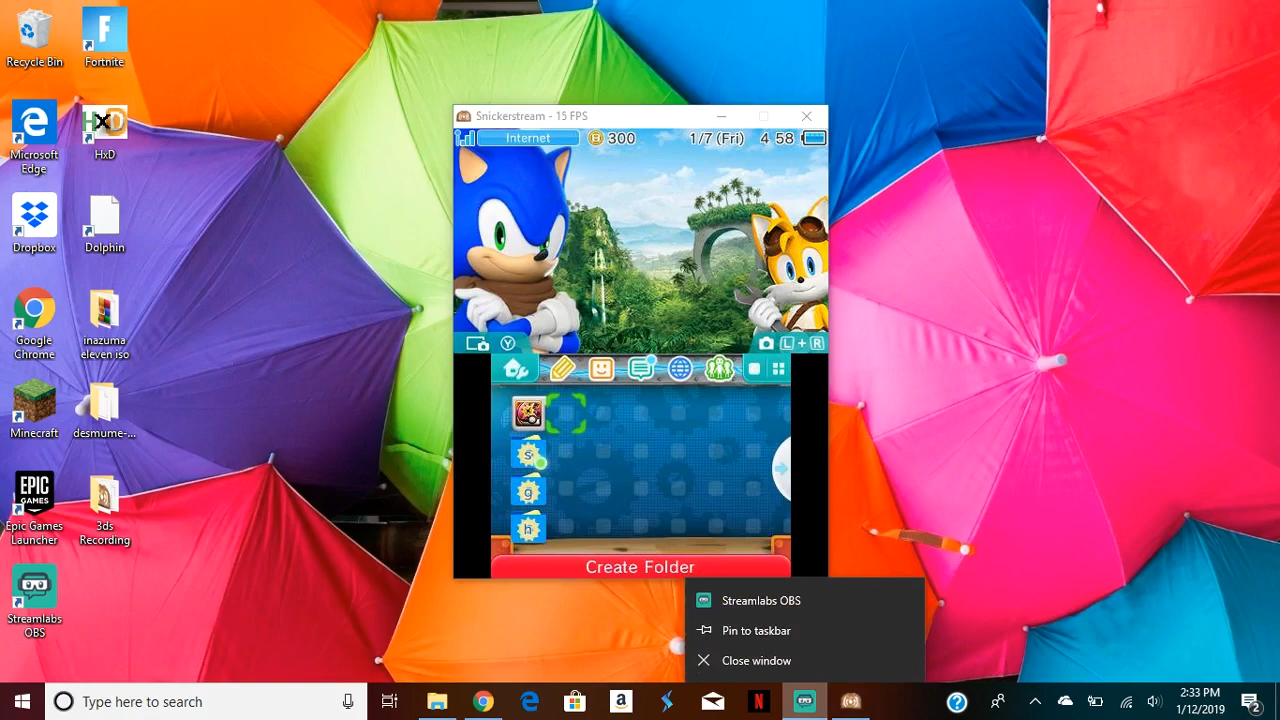 Recycle Bin
Fortnite
Microsoft
Edge
HxD
HxD
Dropbox
Dolphin
Google
Chrome
inazuma
eleven iso
Minecraft
desmume-...
EPIC
GAMES
Epic Games
Launcher
3ds
Recording
Streamlabs
OBS
Snickerstream - 15 FPS
Internet
300
1/7 (Fri)
4 58
Y
L + R
s
g
h
Create Folder
Streamlabs OBS
Pin to taskbar
Close window
Type here to search
2:33 PM
1/12/2019
2